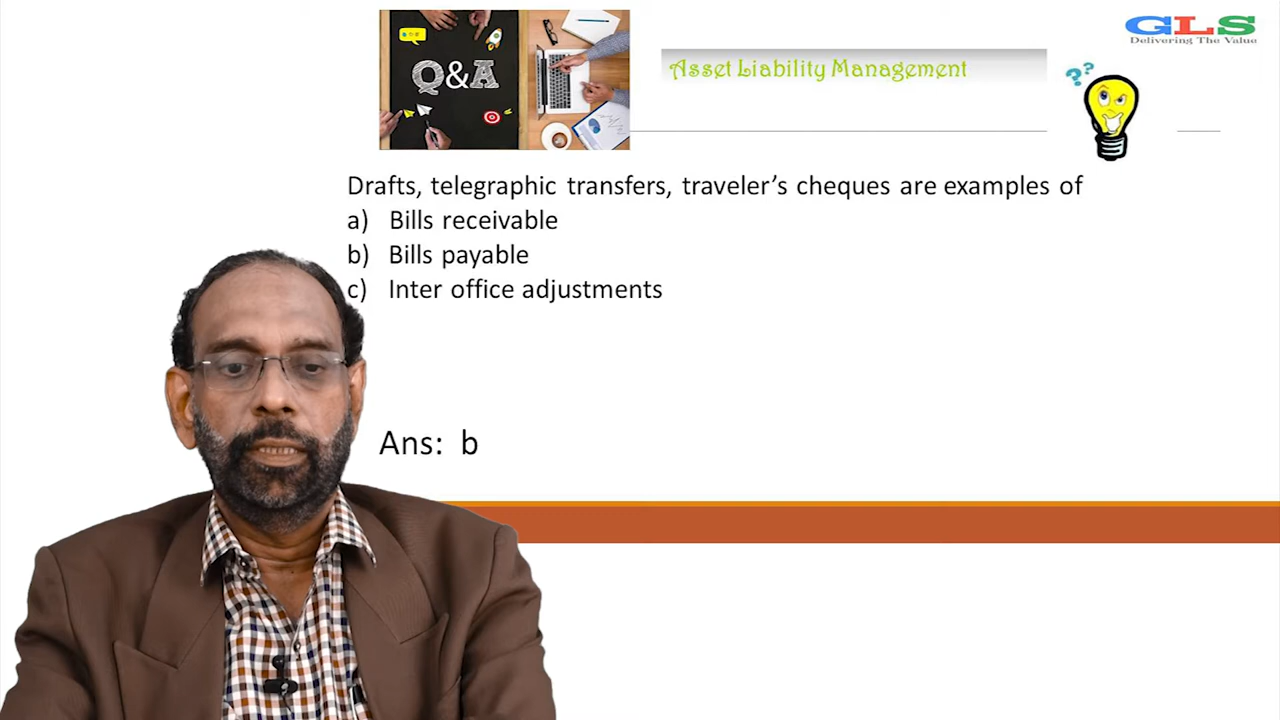 Q&A
GLS
Delivering The Value
Asset Liability Management
Drafts, telegraphic transfers, traveler’s cheques are examples of
a) Bills receivable
b) Bills payable
c) Inter office adjustments
Ans: b